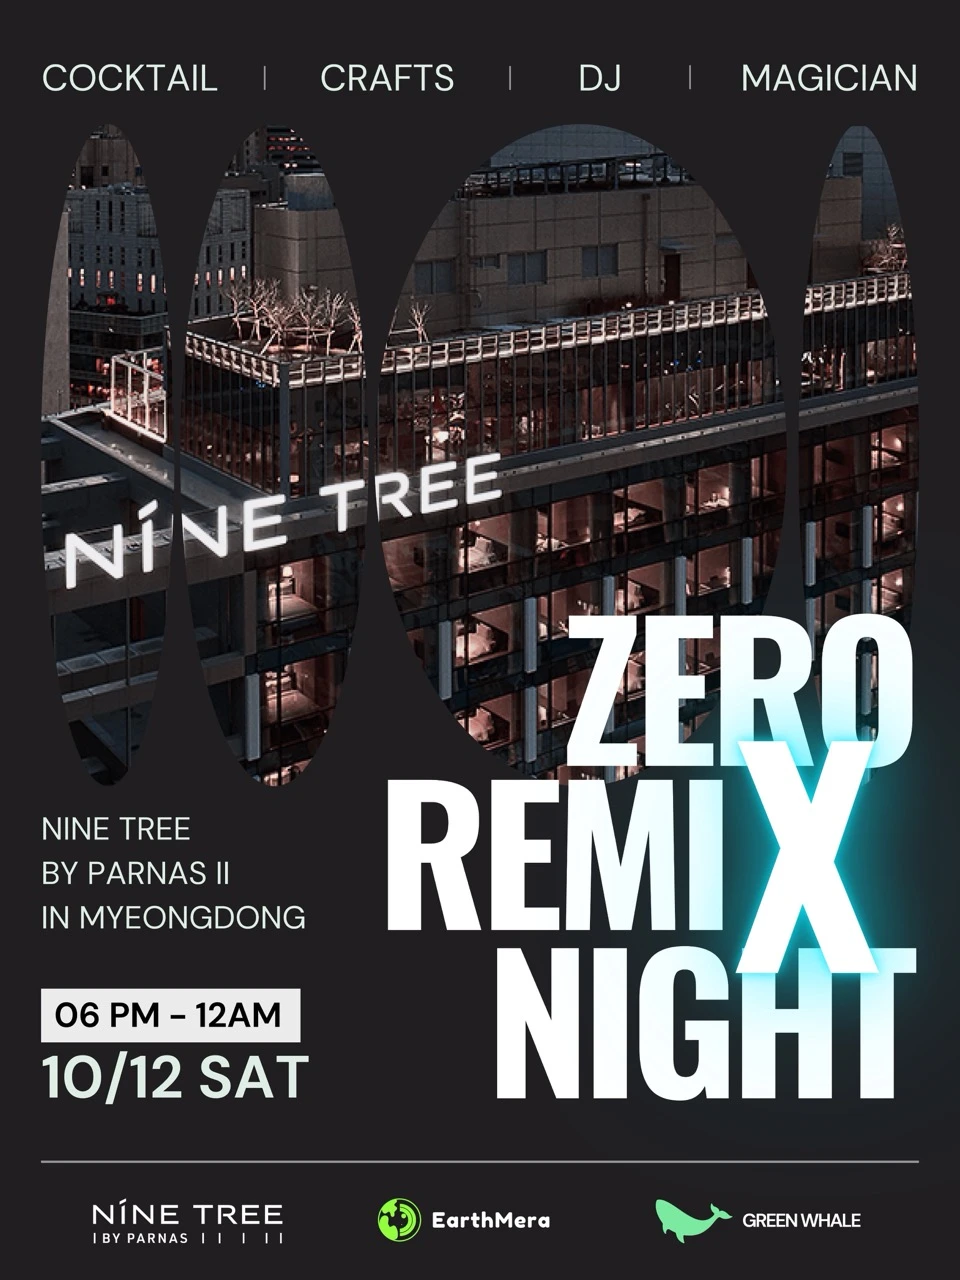 COCKTAIL | CRAFTS | DJ | MAGICIAN
NÍNE TREE
ZERO
REMIX
NIGHT
NINE TREE
BY PARNAS II
IN MYEONGDONG
06 PM - 12AM
10/12 SAT
NÍNE TREE
BY PARNAS
EarthMera
GREEN WHALE